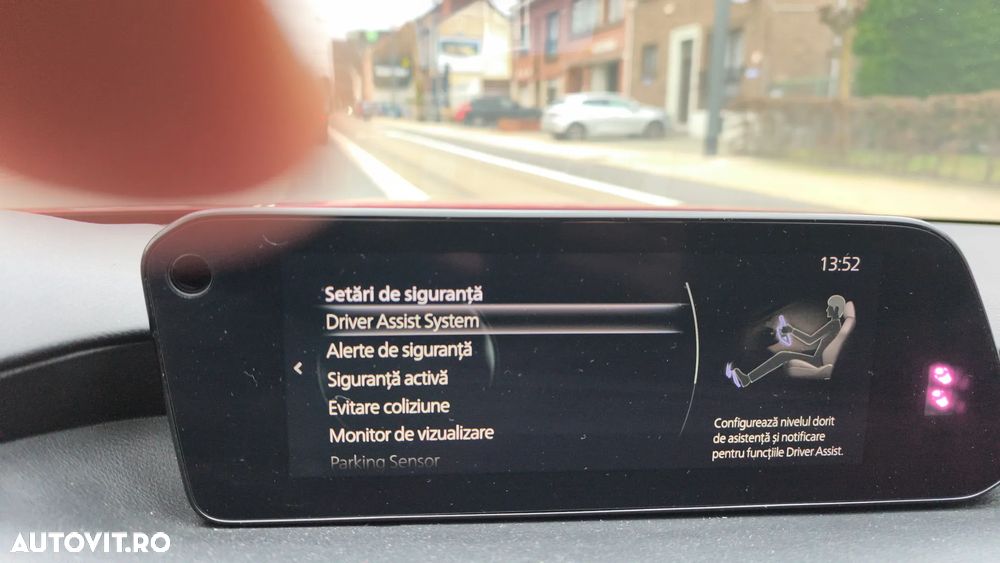 13:52
Setări de siguranță
Driver Assist System
Alerte de siguranță
Siguranță activă
Evitare coliziune
Monitor de vizualizare
Parking Sensor
Configurează nivelul dorit
de asistență și notificare
pentru funcțiile Driver Assist.
AUTOVIT.RO